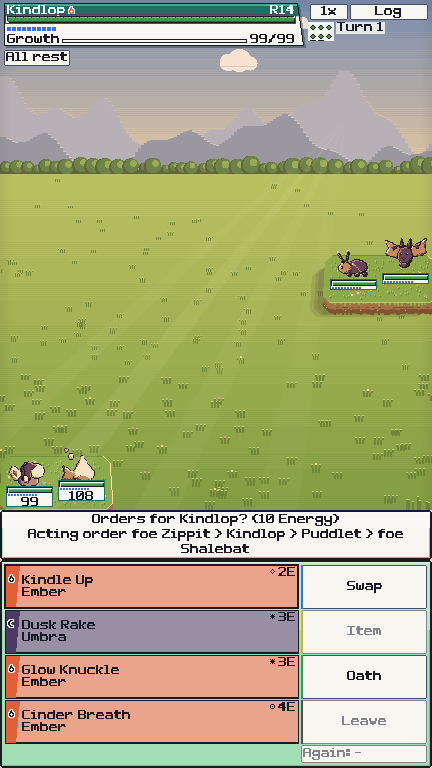 Kindlop R14
1x
Log
Turn 1
Growth 99/99
All rest
99
108
Orders for Kindlop? (10 Energy)
Acting order foe Zippit > Kindlop > Puddlet > foe
Shalebat
Kindle Up 2E
Ember
Swap
Dusk Rake 3E
Umbra
Item
Glow Knuckle 3E
Ember
Oath
Cinder Breath 4E
Ember
Leave
Again: -